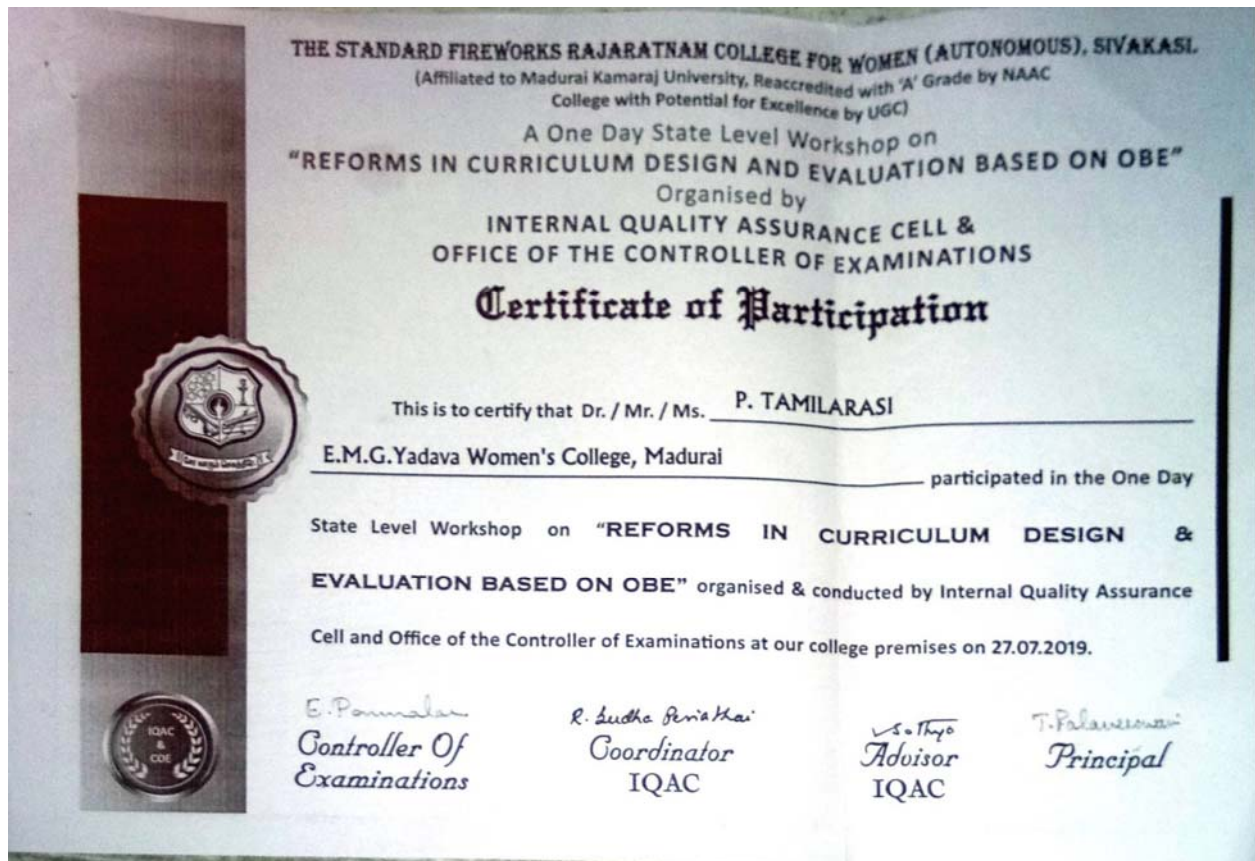 THE STANDARD FIREWORKS RAJARATNAM COLLEGE FOR WOMEN (AUTONOMOUS), SIVAKASI.
(Affiliated to Madurai Kamaraj University, Reaccredited with 'A' Grade by NAAC
College with Potential for Excellence by UGC)
A One Day State Level Workshop on
"REFORMS IN CURRICULUM DESIGN AND EVALUATION BASED ON OBE"
Organised by
INTERNAL QUALITY ASSURANCE CELL &
OFFICE OF THE CONTROLLER OF EXAMINATIONS
Certificate of Participation
This is to certify that Dr. / Mr. / Ms. P. TAMILARASI
E.M.G.Yadava Women's College, Madurai participated in the One Day
State Level Workshop on "REFORMS IN CURRICULUM DESIGN &
EVALUATION BASED ON OBE" organised & conducted by Internal Quality Assurance
Cell and Office of the Controller of Examinations at our college premises on 27.07.2019.
R. Sudha Periathai
Controller Of Examinations
Coordinator IQAC
Advisor IQAC
Principal
IQAC
&
COE